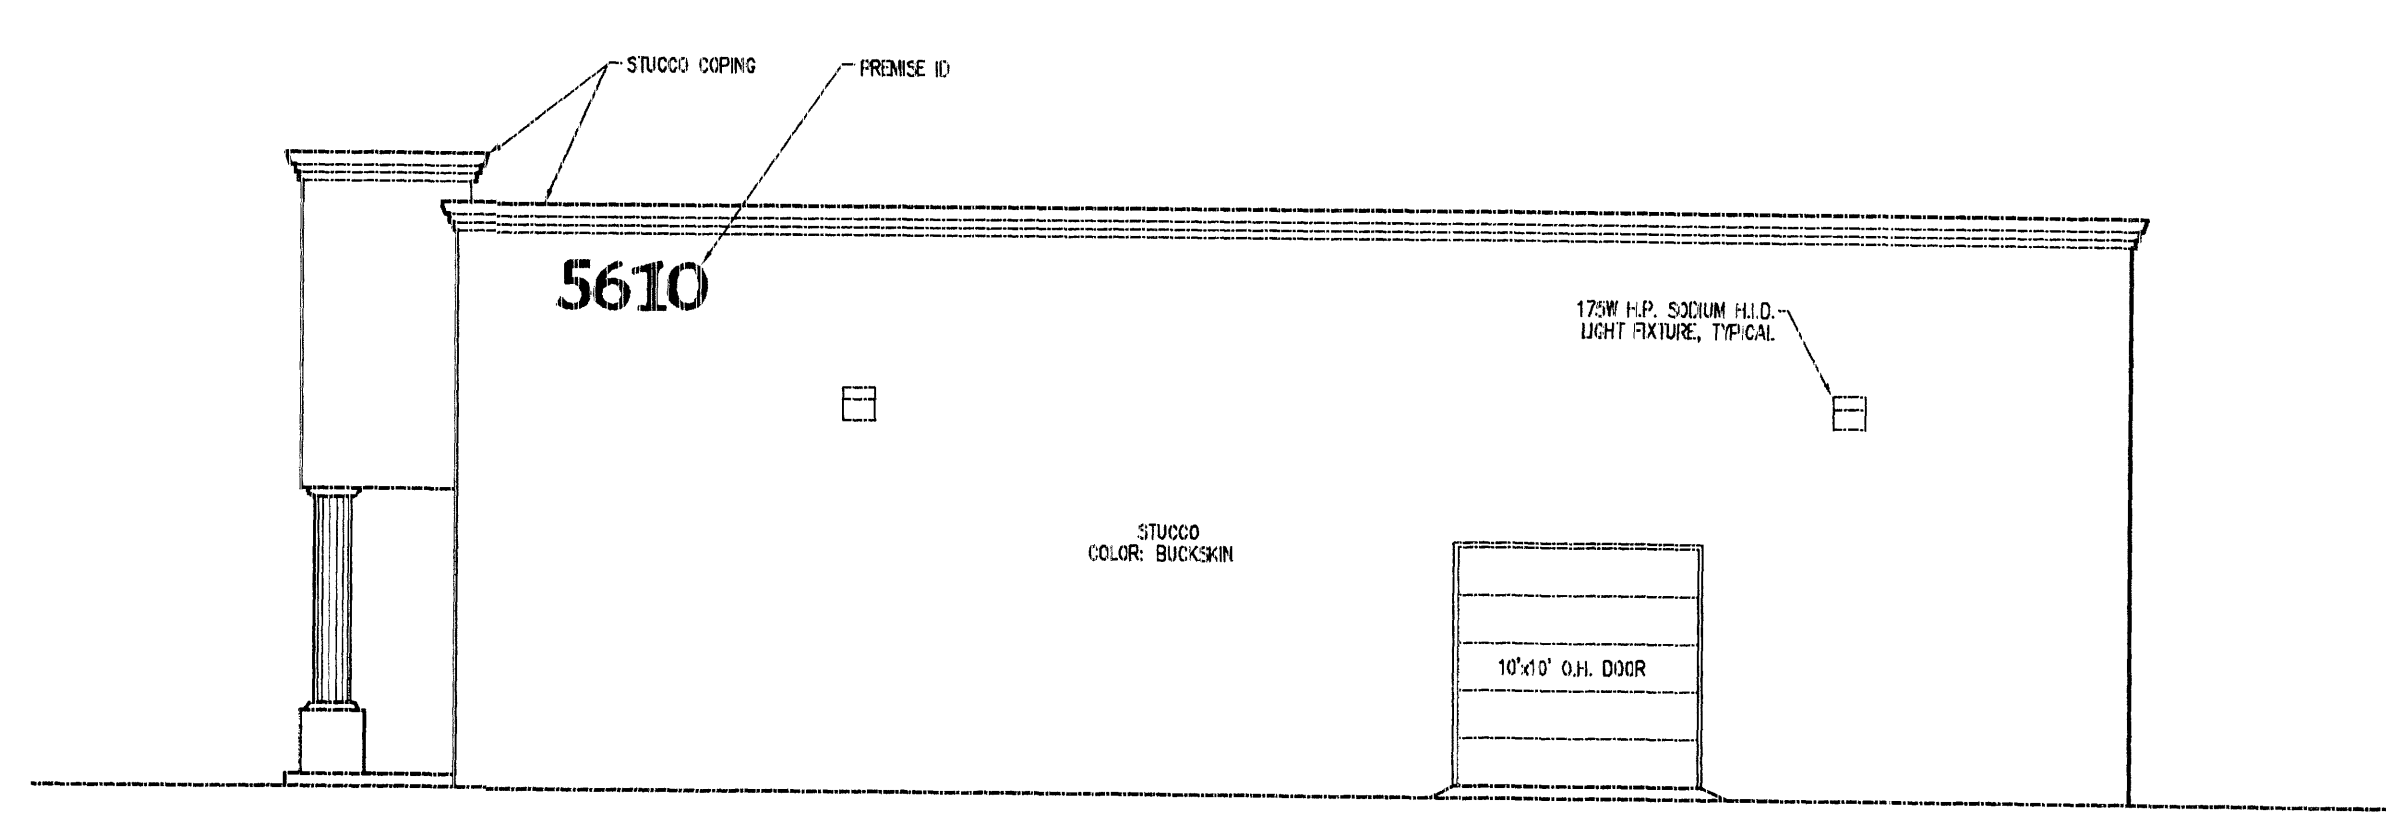 STUCCO COPING
PREMISE ID
5610
175W H.P. SODIUM H.I.D.
LIGHT FIXTURE, TYPICAL
STUCCO
COLOR: BUCKSKIN
10'x10' O.H. DOOR